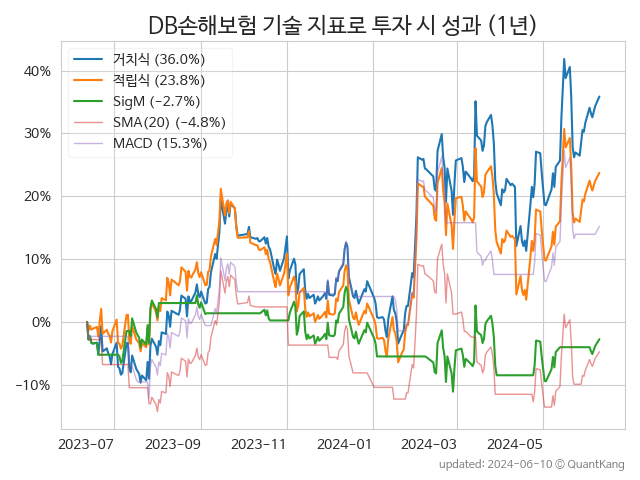 DB손해보험 기술 지표로 투자 시 성과 (1년)
거치식 (36.0%)
적립식 (23.8%)
SigM (−2.7%)
SMA(20) (−4.8%)
MACD (15.3%)
40%
30%
20%
10%
0%
−10%
2023-07 2023-09 2023-11 2024-01 2024-03 2024-05
updated: 2024-06-10 © QuantKang